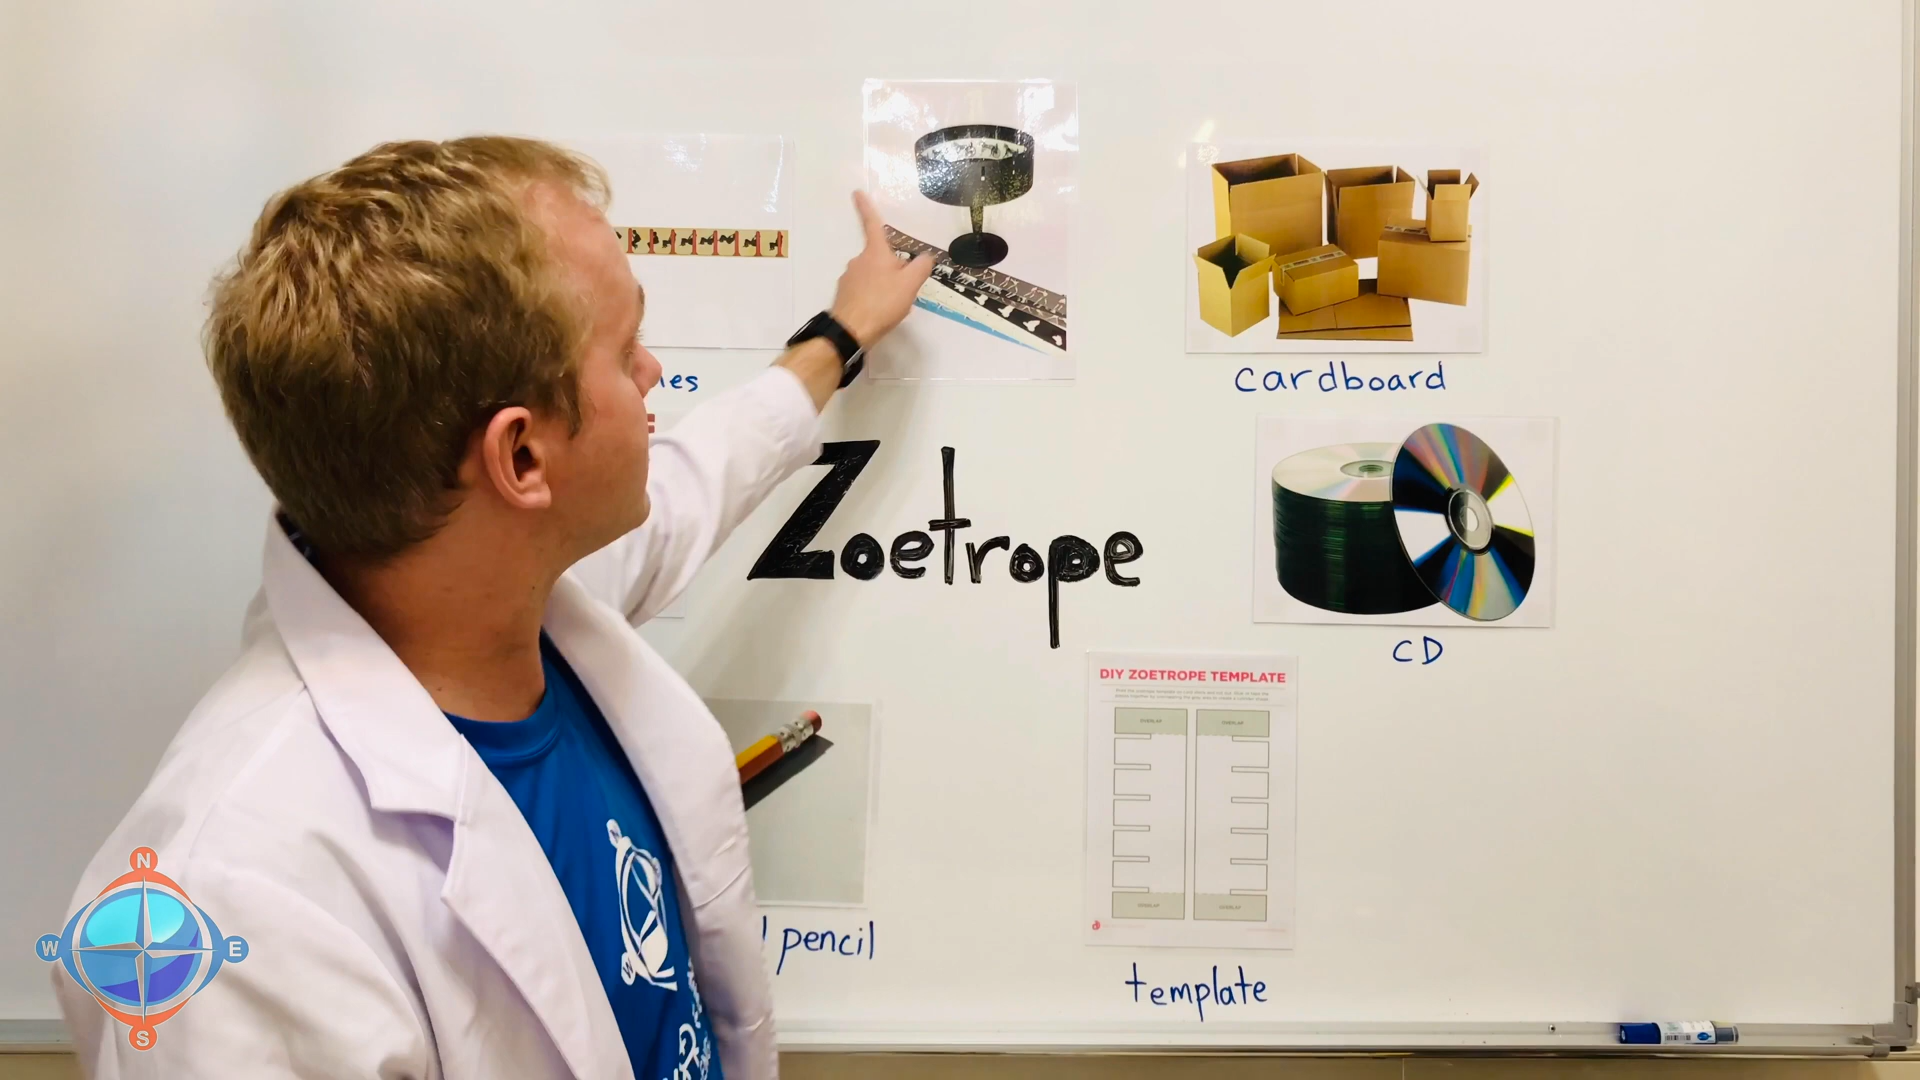 cardboard
Zoetrope
CD
DIY ZOETROPE TEMPLATE
OVERLAP OVERLAP
OVERLAP OVERLAP
pencil
template
N
W E
S